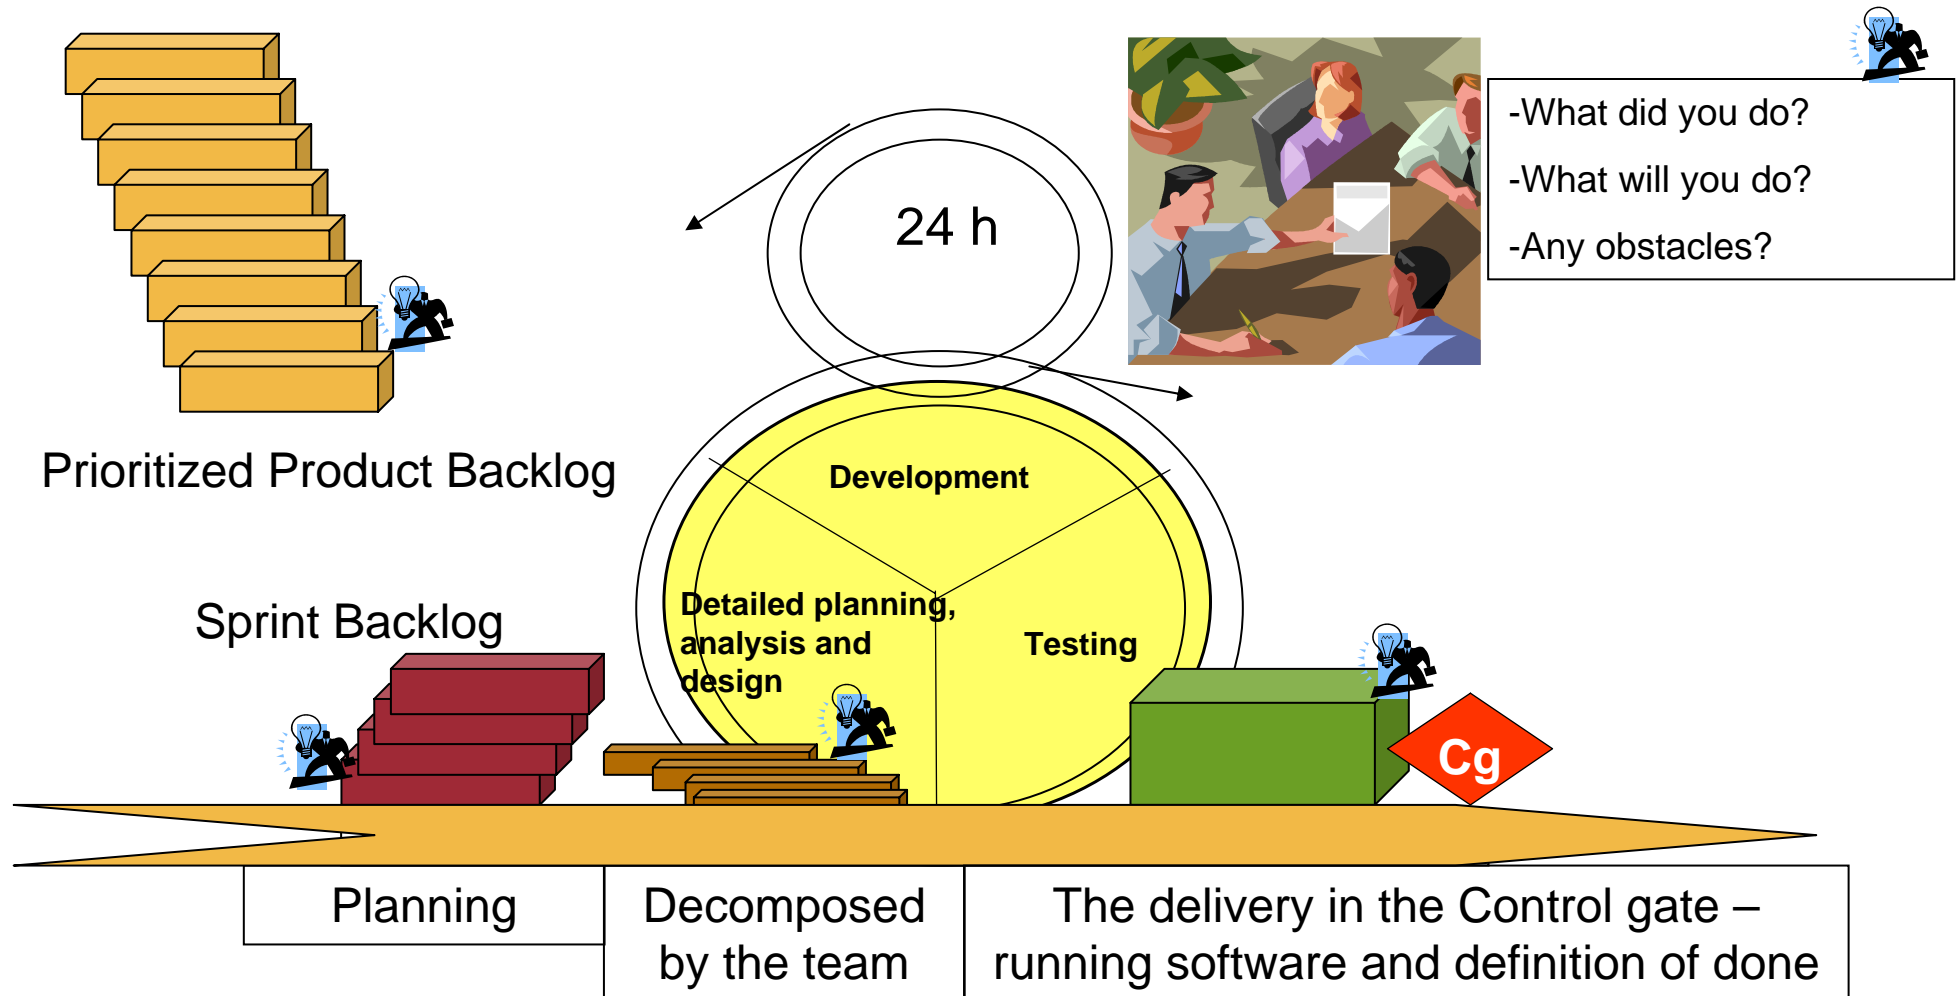 -What did you do?
-What will you do?
-Any obstacles?
24 h
Prioritized Product Backlog
Development
Sprint Backlog
Detailed planning,
analysis and
design
Testing
Cg
Planning
Decomposed
by the team
The delivery in the Control gate –
running software and definition of done